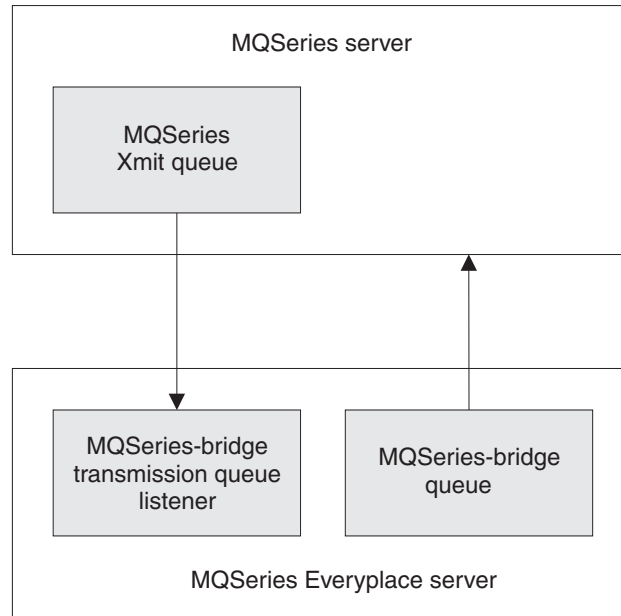 MQSeries server
MQSeries
Xmit queue
MQSeries-bridge
transmission queue
listener
MQSeries-bridge
queue
MQSeries Everyplace server